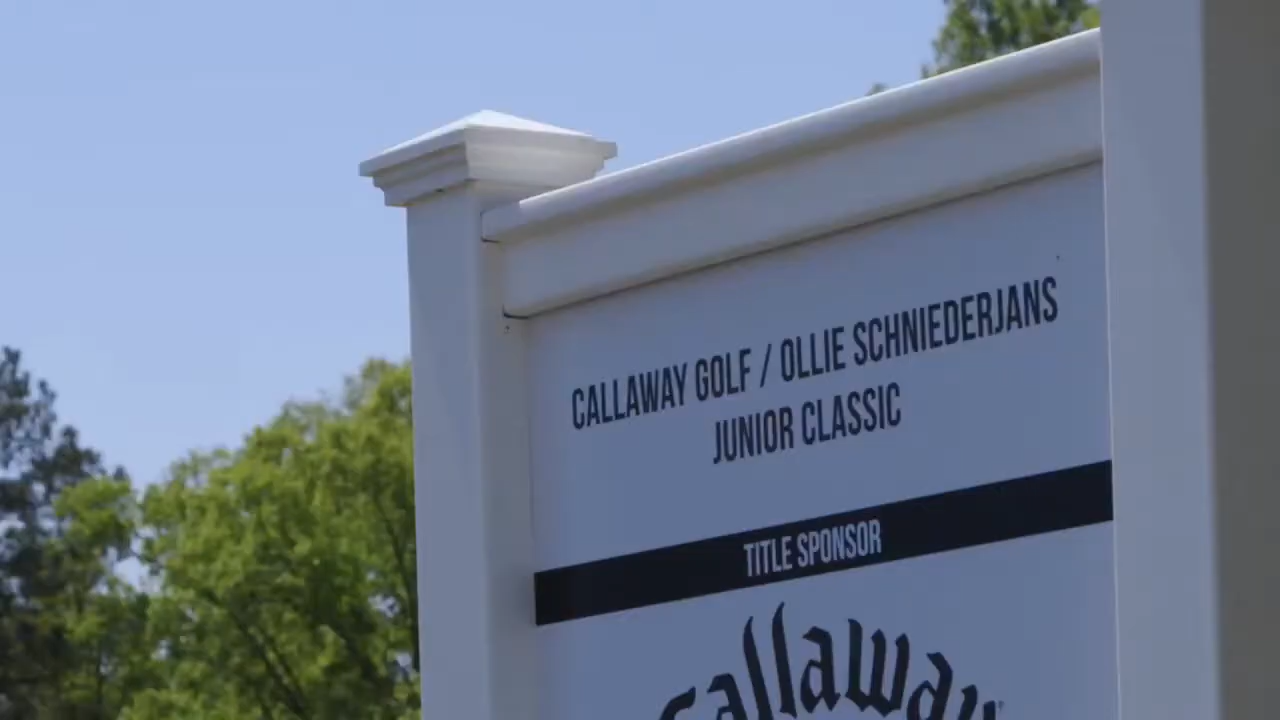 CALLAWAY GOLF / OLLIE SCHNIEDERJANS
JUNIOR CLASSIC
TITLE SPONSOR
Callaway